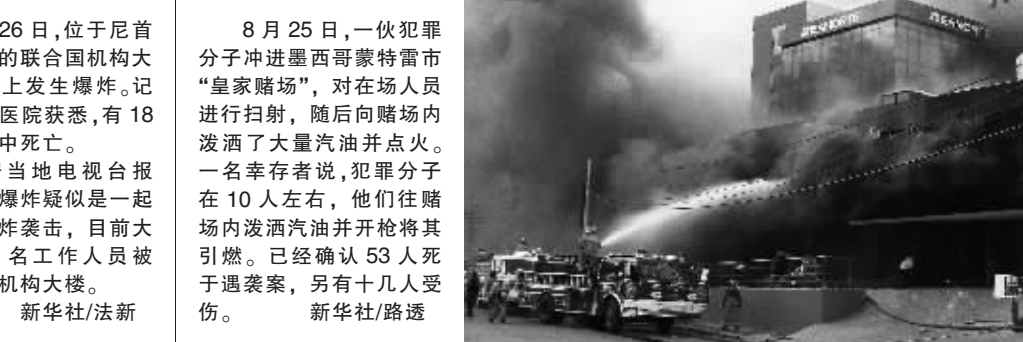 26 日,位于尼首
的联合国机构大
上发生爆炸。记
医院获悉,有 18
中死亡。
当地电视台报
爆炸疑似是一起
炸袭击，目前大
名工作人员被
机构大楼。
新华社/法新
8 月 25 日,一伙犯罪
分子冲进墨西哥蒙特雷市
“皇家赌场”，对在场人员
进行扫射，随后向赌场内
泼洒了大量汽油并点火。
一名幸存者说,犯罪分子
在 10 人左右，他们往赌
场内泼洒汽油并开枪将其
引燃。已经确认 53 人死
于遇袭案，另有十几人受
伤。 新华社/路透